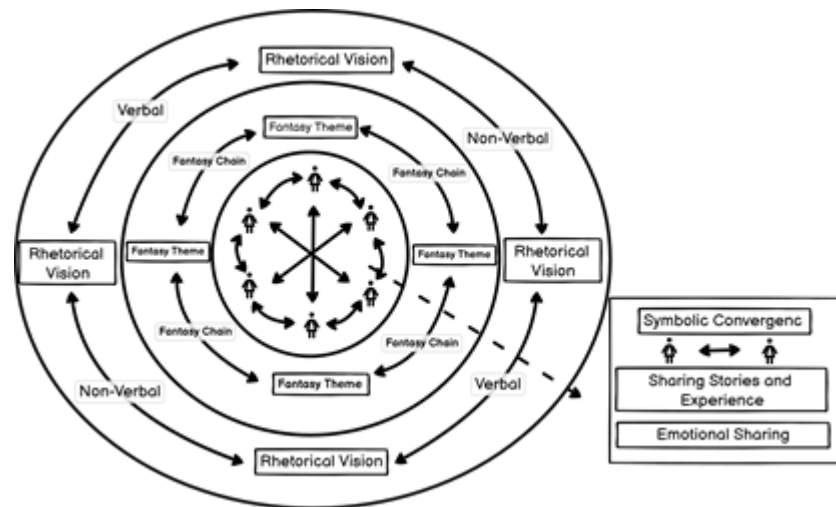 Rhetorical Vision
Verbal
Non-Verbal
Fantasy Theme
Fantasy Chain
Fantasy Chain
Rhetorical
Vision
Fantasy Theme
Fantasy Theme
Rhetorical
Vision
Fantasy Chain
Fantasy Chain
Fantasy Theme
Non-Verbal
Verbal
Rhetorical Vision
Symbolic Convergenc
Sharing Stories and
Experience
Emotional Sharing